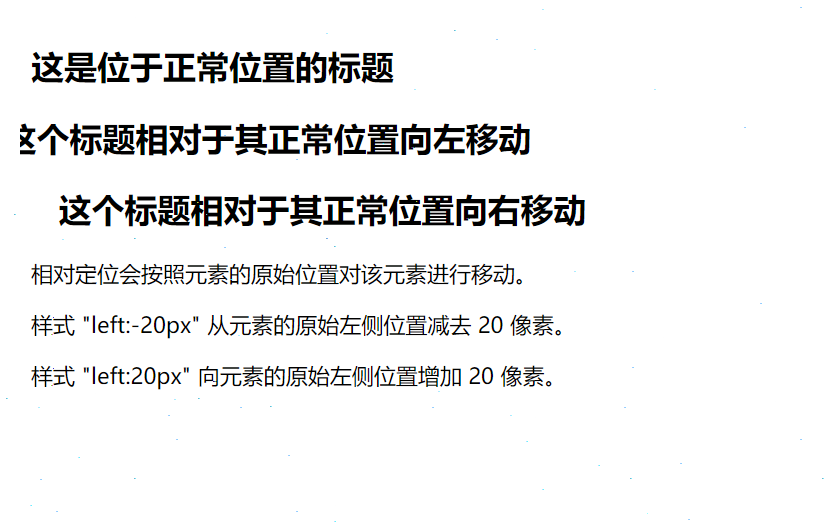 这是位于正常位置的标题
这个标题相对于其正常位置向左移动
这个标题相对于其正常位置向右移动
相对定位会按照元素的原始位置对该元素进行移动。
样式 "left:-20px" 从元素的原始左侧位置减去 20 像素。
样式 "left:20px" 向元素的原始左侧位置增加 20 像素。